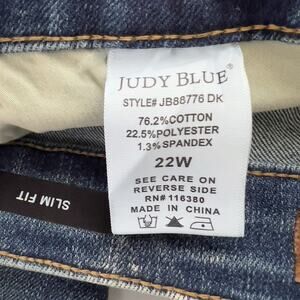 JUDY BLUE®
STYLE# JB88776 DK
76.2%COTTON
22.5%POLYESTER
1.3%SPANDEX
22W
SEE CARE ON
REVERSE SIDE
RN# 116380
MADE IN CHINA
SLIM FIT